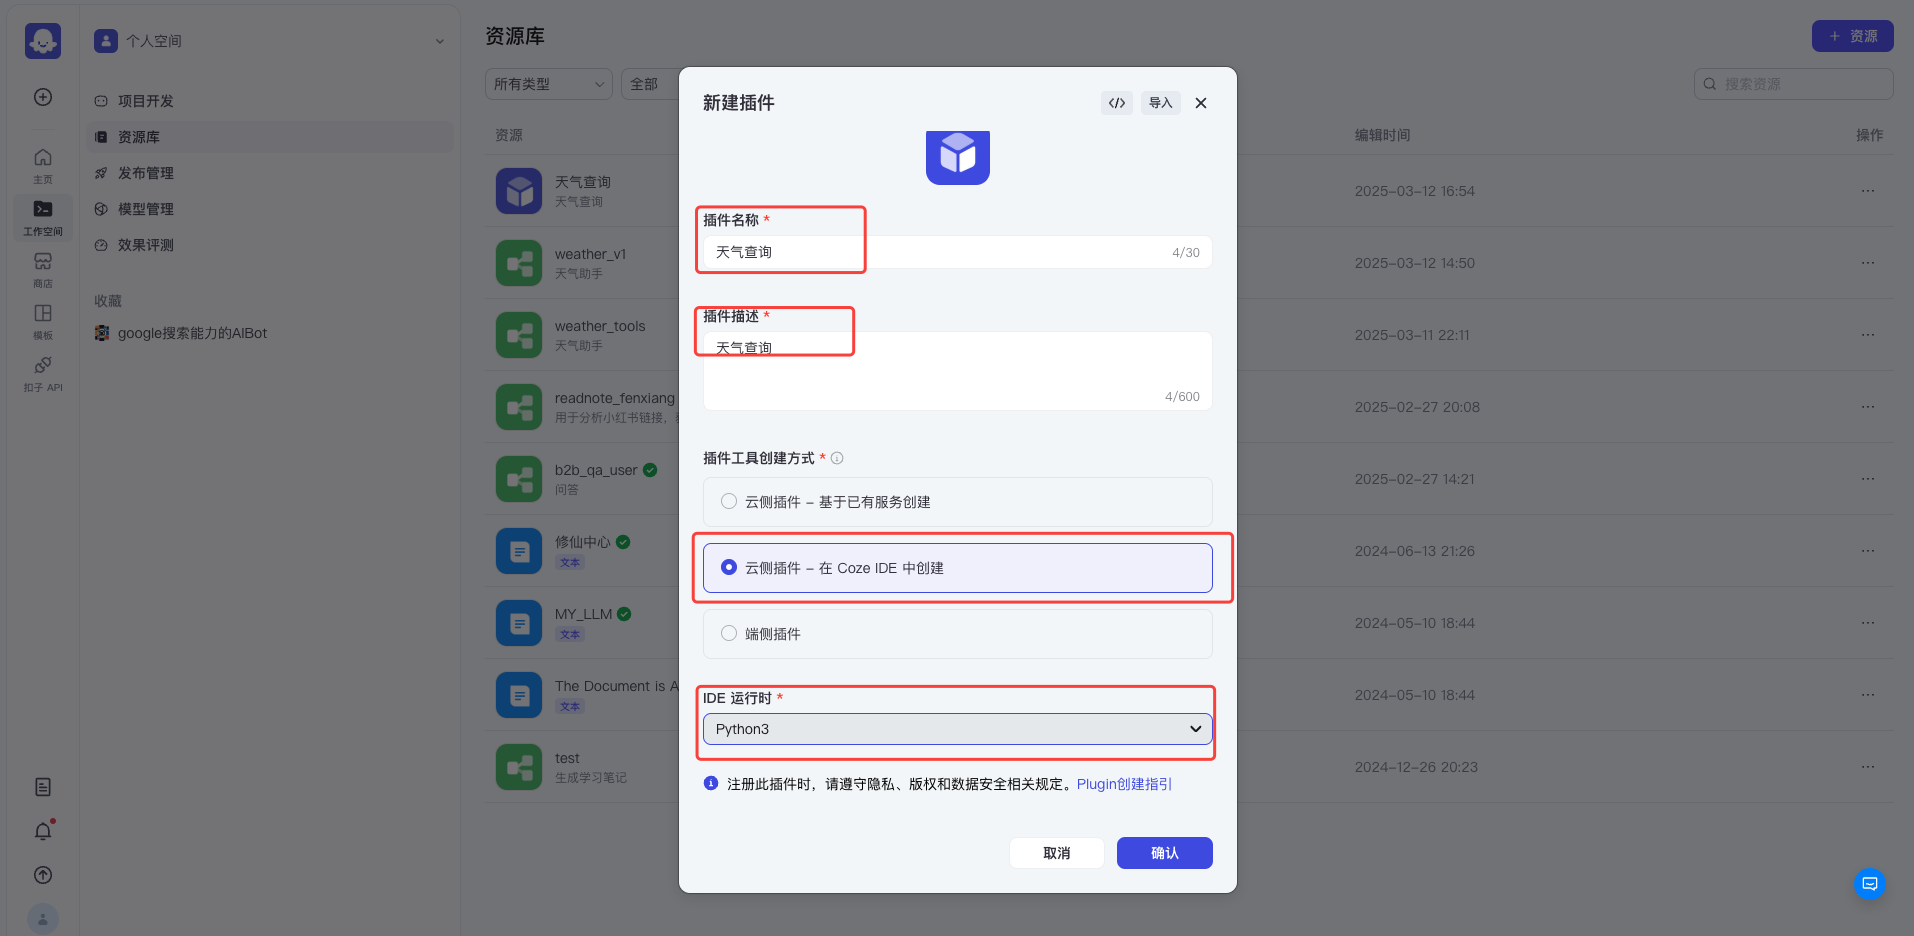 个人空间
项目开发
资源库
发布管理
模型管理
效果评测
收藏
google搜索能力的AIBot
主页
工作空间
商店
模板
扣子 API
资源库
+ 资源
所有类型
全部
搜索资源
资源
编辑时间
操作
天气查询
天气查询
2025-03-12 16:54
weather_v1
天气助手
2025-03-12 14:50
weather_tools
天气助手
2025-03-11 22:11
readnote_fenxiang
用于分析小红书链接，
2025-02-27 20:08
b2b_qa_user
问答
2025-02-27 14:21
修仙中心
文本
2024-06-13 21:26
MY_LLM
文本
2024-05-10 18:44
The Document is A
文本
2024-05-10 18:44
test
生成学习笔记
2024-12-26 20:23
新建插件
</>
导入
插件名称 *
天气查询
4/30
插件描述 *
天气查询
4/600
插件工具创建方式 *
云侧插件 - 基于已有服务创建
云侧插件 - 在 Coze IDE 中创建
端侧插件
IDE 运行时 *
Python3
注册此插件时，请遵守隐私、版权和数据安全相关规定。Plugin创建指引
取消
确认